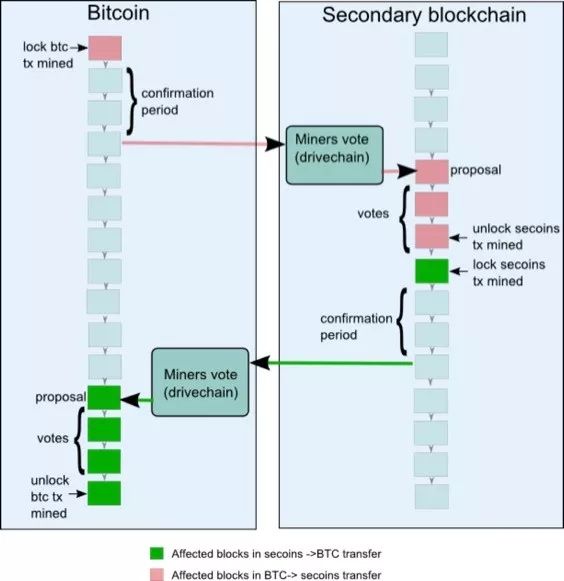 Bitcoin
lock btc
tx mined
confirmation
period
proposal
votes
unlock
btc tx
mined
Miners vote
(drivechain)
Miners vote
(drivechain)
Secondary blockchain
proposal
votes
unlock secoins
tx mined
lock secoins
tx mined
confirmation
period
Affected blocks in secoins ->BTC transfer
Affected blocks in BTC-> secoins transfer